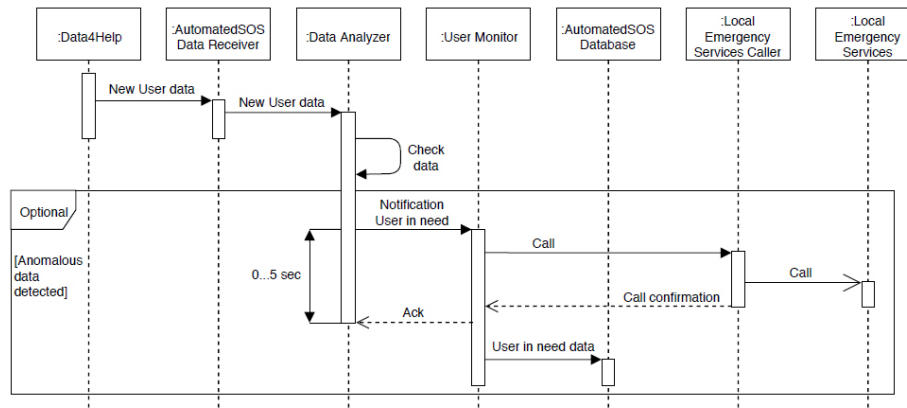 :Data4Help
:AutomatedSOS
Data Receiver
:Data Analyzer
:User Monitor
:AutomatedSOS
Database
:Local
Emergency
Services Caller
:Local
Emergency
Services
New User data
New User data
Check
data
Optional
Notification
User in need
[Anomalous
data
detected]
0...5 sec
Call
Call
Call confirmation
Ack
User in need data